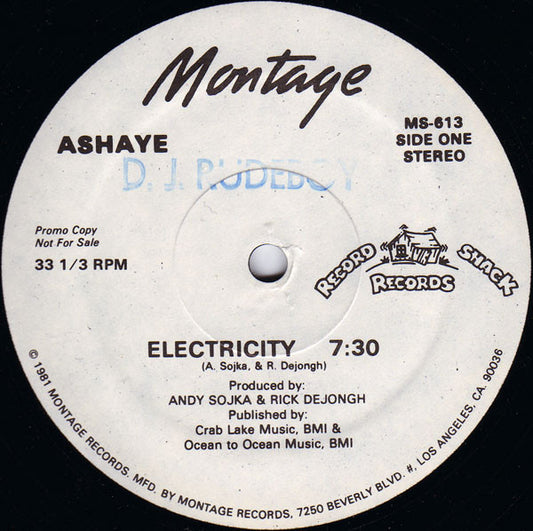 Montage
ASHAYE
MS-613
SIDE ONE
STEREO
D. J. RUDEBOY
Promo Copy
Not For Sale
33 1/3 RPM
RECORD SHACK
RECORDS
ELECTRICITY 7:30
(A. Sojka, & R. Dejongh)
Produced by:
ANDY SOJKA & RICK DEJONGH
Published by:
Crab Lake Music, BMI &
Ocean to Ocean Music, BMI
© 1981 MONTAGE RECORDS. MFD. BY MONTAGE RECORDS, 7250 BEVERLY BLVD. #, LOS ANGELES, CA. 90036